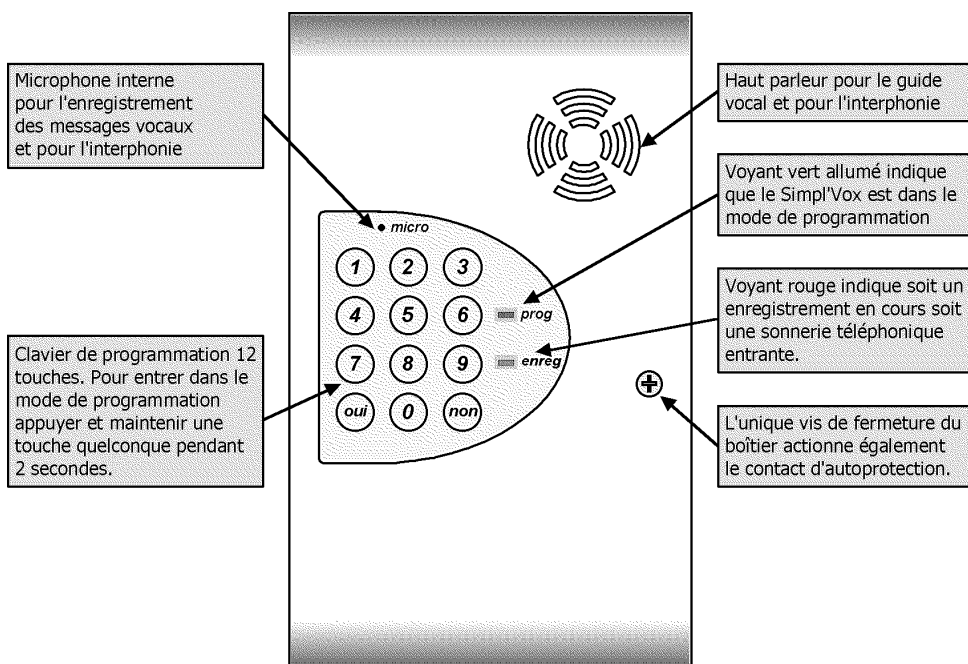 Microphone interne
pour l'enregistrement
des messages vocaux
et pour l'interphonie
Haut parleur pour le guide
vocal et pour l'interphonie
Voyant vert allumé indique
que le Simpl'Vox est dans le
mode de programmation
micro
1 2 3
4 5 6 prog
7 8 9 enreg
oui 0 non
Voyant rouge indique soit un
enregistrement en cours soit
une sonnerie téléphonique
entrante.
Clavier de programmation 12
touches. Pour entrer dans le
mode de programmation
appuyer et maintenir une
touche quelconque pendant
2 secondes.
L'unique vis de fermeture du
boîtier actionne également
le contact d'autoprotection.